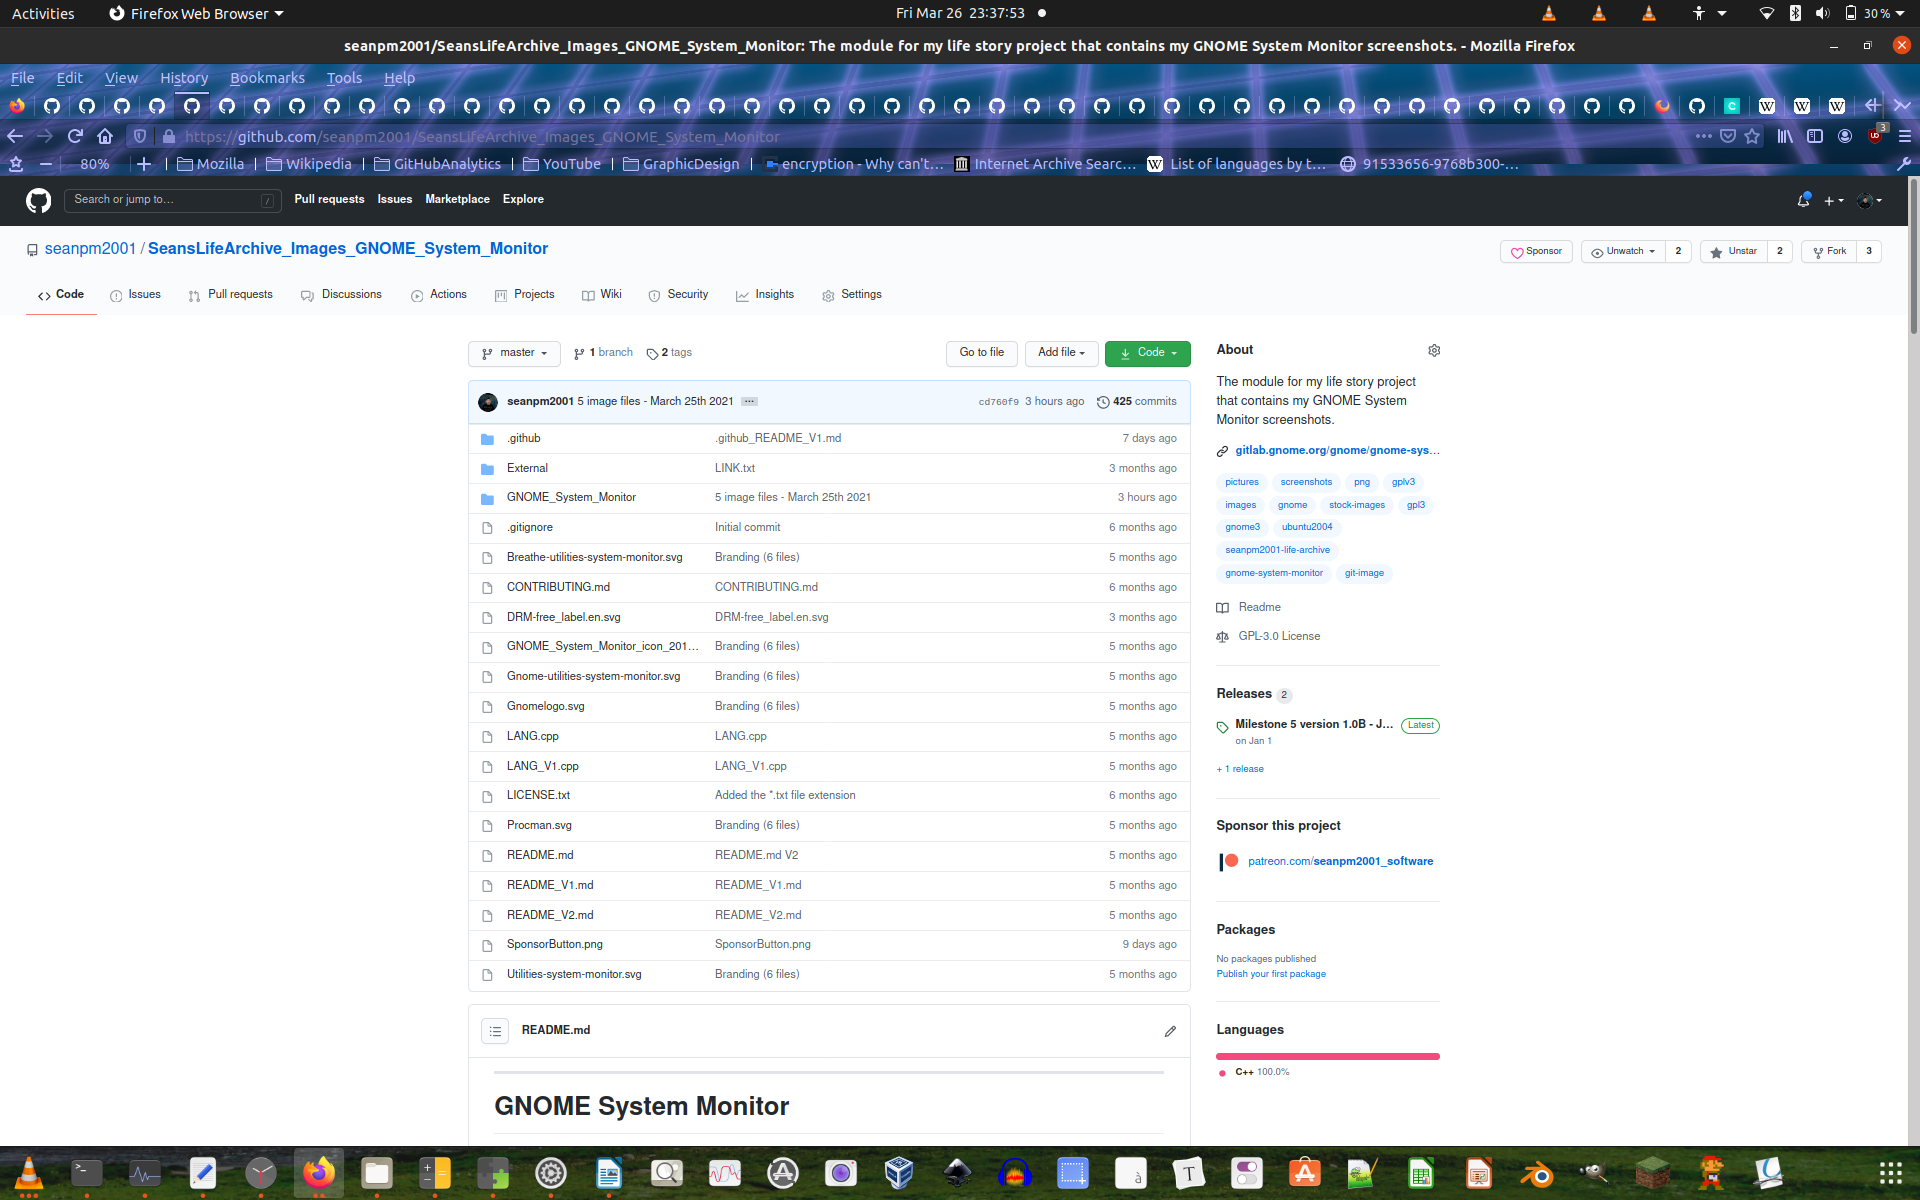 Activities Firefox Web Browser Fri Mar 26 23:37:53 30 %
seanpm2001/SeansLifeArchive_Images_GNOME_System_Monitor: The module for my life story project that contains my GNOME System Monitor screenshots. - Mozilla Firefox
File Edit View History Bookmarks Tools Help
https://github.com/seanpm2001/SeansLifeArchive_Images_GNOME_System_Monitor 3
80% Mozilla Wikipedia GitHubAnalytics YouTube GraphicDesign encryption - Why can't… Internet Archive Searc… List of languages by t… 91533656-9768b300-…
Search or jump to… / Pull requests Issues Marketplace Explore
seanpm2001 / SeansLifeArchive_Images_GNOME_System_Monitor Sponsor Unwatch 2 Unstar 2 Fork 3
Code Issues Pull requests Discussions Actions Projects Wiki Security Insights Settings
master 1 branch 2 tags Go to file Add file Code
seanpm2001 5 image files - March 25th 2021 ... cd760f9 3 hours ago 425 commits
.github .github_README_V1.md 7 days ago
External LINK.txt 3 months ago
GNOME_System_Monitor 5 image files - March 25th 2021 3 hours ago
.gitignore Initial commit 6 months ago
Breathe-utilities-system-monitor.svg Branding (6 files) 5 months ago
CONTRIBUTING.md CONTRIBUTING.md 6 months ago
DRM-free_label.en.svg DRM-free_label.en.svg 3 months ago
GNOME_System_Monitor_icon_201… Branding (6 files) 5 months ago
Gnome-utilities-system-monitor.svg Branding (6 files) 5 months ago
Gnomelogo.svg Branding (6 files) 5 months ago
LANG.cpp LANG.cpp 5 months ago
LANG_V1.cpp LANG_V1.cpp 5 months ago
LICENSE.txt Added the *.txt file extension 6 months ago
Procman.svg Branding (6 files) 5 months ago
README.md README.md V2 5 months ago
README_V1.md README_V1.md 5 months ago
README_V2.md README_V2.md 5 months ago
SponsorButton.png SponsorButton.png 9 days ago
Utilities-system-monitor.svg Branding (6 files) 5 months ago
README.md
GNOME System Monitor
About
The module for my life story project
that contains my GNOME System
Monitor screenshots.
gitlab.gnome.org/gnome/gnome-sys…
pictures screenshots png gplv3
images gnome stock-images gpl3
gnome3 ubuntu2004
seanpm2001-life-archive
gnome-system-monitor git-image
Readme
GPL-3.0 License
Releases 2
Milestone 5 version 1.0B - J… Latest
on Jan 1
+ 1 release
Sponsor this project
patreon.com/seanpm2001_software
Packages
No packages published
Publish your first package
Languages
C++ 100.0%